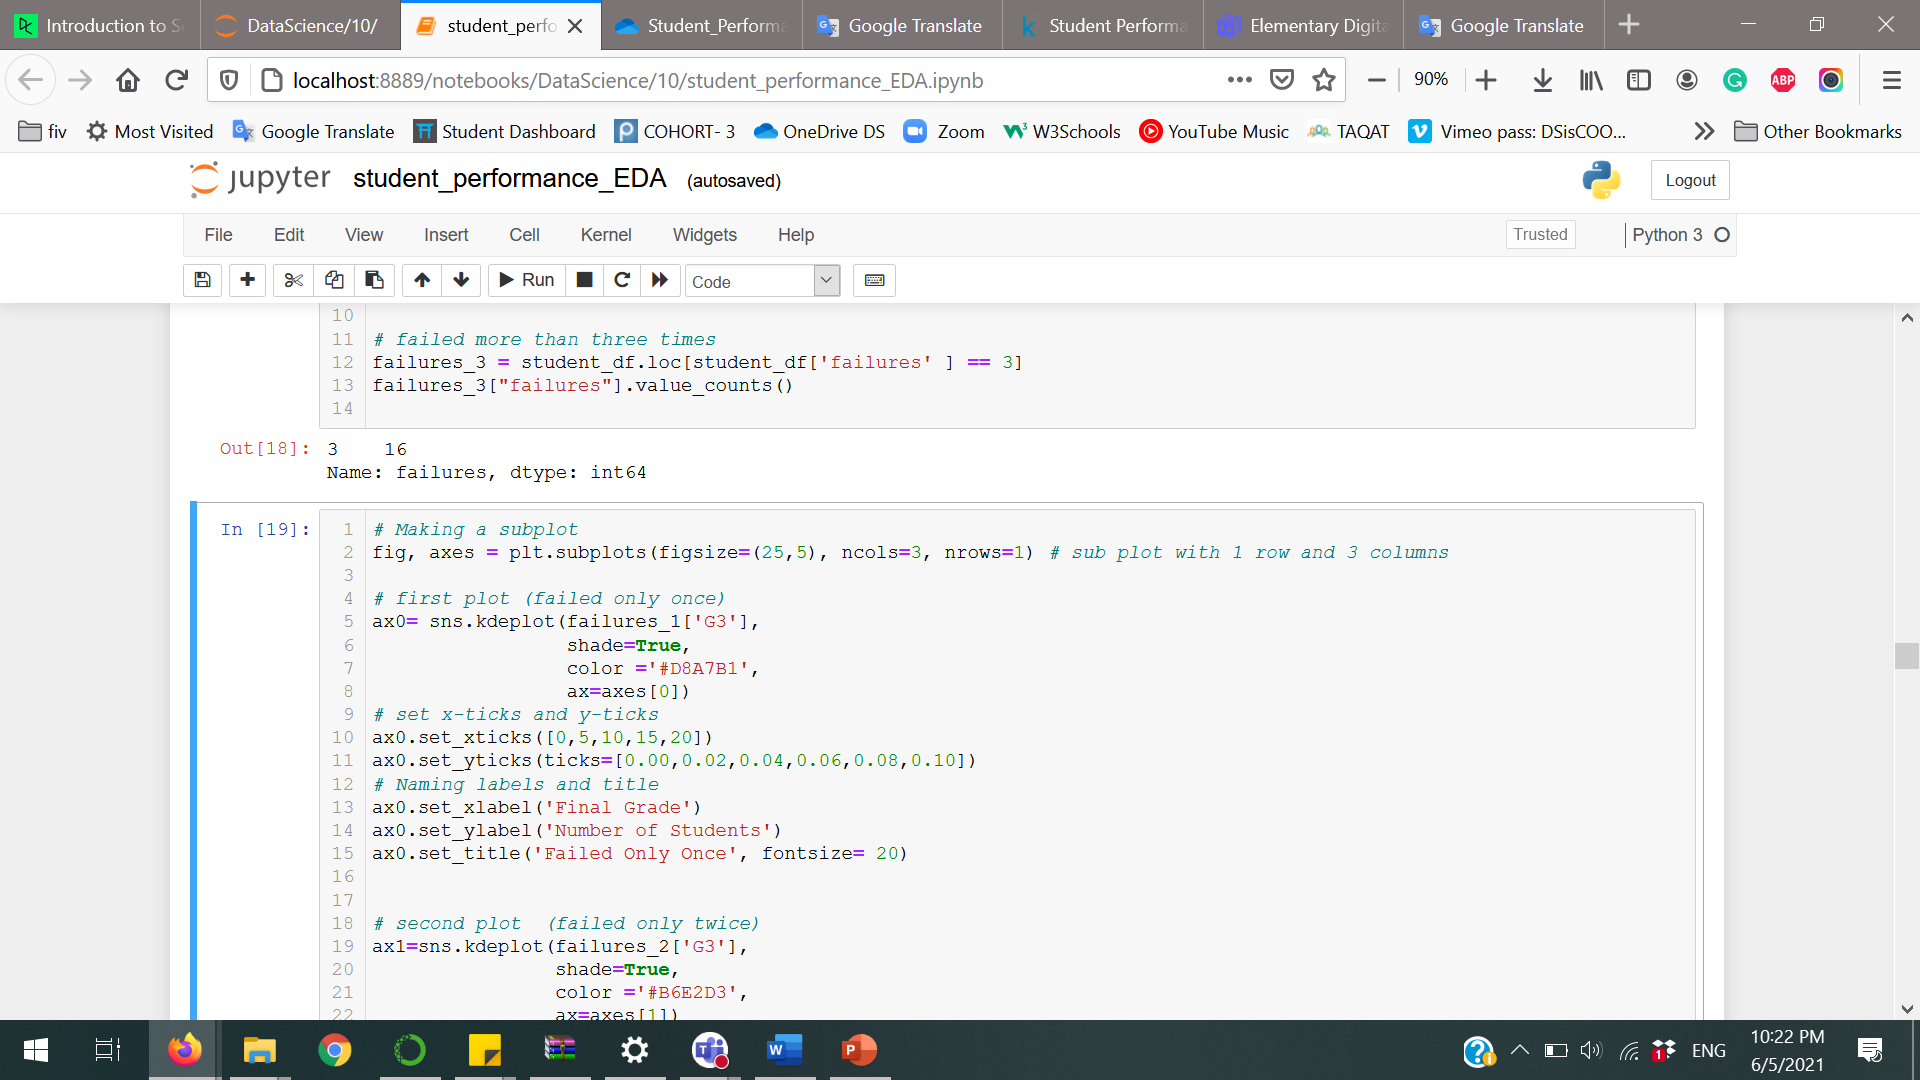 Introduction to S
DataScience/10/
student_perfo
Student_Performa
Google Translate
Student Performa
Elementary Digita
Google Translate
localhost:8889/notebooks/DataScience/10/student_performance_EDA.ipynb
90%
ABP
fiv
Most Visited
Google Translate
Student Dashboard
COHORT- 3
OneDrive DS
Zoom
W3Schools
YouTube Music
TAQAT
Vimeo pass: DSisCOO...
Other Bookmarks
jupyter student_performance_EDA (autosaved)
Logout
File Edit View Insert Cell Kernel Widgets Help
Trusted
Python 3
Run
Code
10
11 # failed more than three times
12 failures_3 = student_df.loc[student_df['failures' ] == 3]
13 failures_3["failures"].value_counts()
14
Out[18]: 3    16
Name: failures, dtype: int64
In [19]: 1 # Making a subplot
2 fig, axes = plt.subplots(figsize=(25,5), ncols=3, nrows=1) # sub plot with 1 row and 3 columns
3
4 # first plot (failed only once)
5 ax0= sns.kdeplot(failures_1['G3'],
6 shade=True,
7 color ='#D8A7B1',
8 ax=axes[0])
9 # set x-ticks and y-ticks
10 ax0.set_xticks([0,5,10,15,20])
11 ax0.set_yticks(ticks=[0.00,0.02,0.04,0.06,0.08,0.10])
12 # Naming labels and title
13 ax0.set_xlabel('Final Grade')
14 ax0.set_ylabel('Number of Students')
15 ax0.set_title('Failed Only Once', fontsize= 20)
16
17
18 # second plot  (failed only twice)
19 ax1=sns.kdeplot(failures_2['G3'],
20 shade=True,
21 color ='#B6E2D3',
22 ax=axes[1])
ENG
10:22 PM
6/5/2021